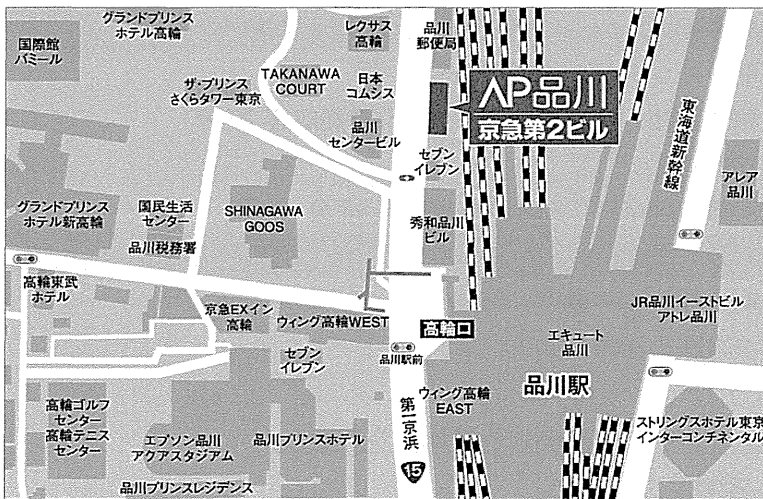 グランドプリンス
ホテル高輪
国際館
パミール
レクサス
高輪
品川
郵便局
ザ・プリンス
さくらタワー東京
TAKANAWA
COURT
日本
コムシス
品川
センタービル
AP品川
京急第2ビル
東海道新幹線
セブン
イレブン
アレア
品川
グランドプリンス
ホテル新高輪
国民生活
センター
品川税務署
SHINAGAWA
GOOS
秀和品川
ビル
高輪東武
ホテル
京急EXイン
高輪
ウィング高輪WEST
高輪口
品川駅前
セブン
イレブン
JR品川イーストビル
アトレ品川
エキュート
品川
品川駅
ウィング高輪
EAST
第一京浜
15
高輪ゴルフ
センター
高輪テニス
センター
エプソン品川
アクアスタジアム
品川プリンスホテル
品川プリンスレジデンス
ストリングスホテル東京
インターコンチネンタル